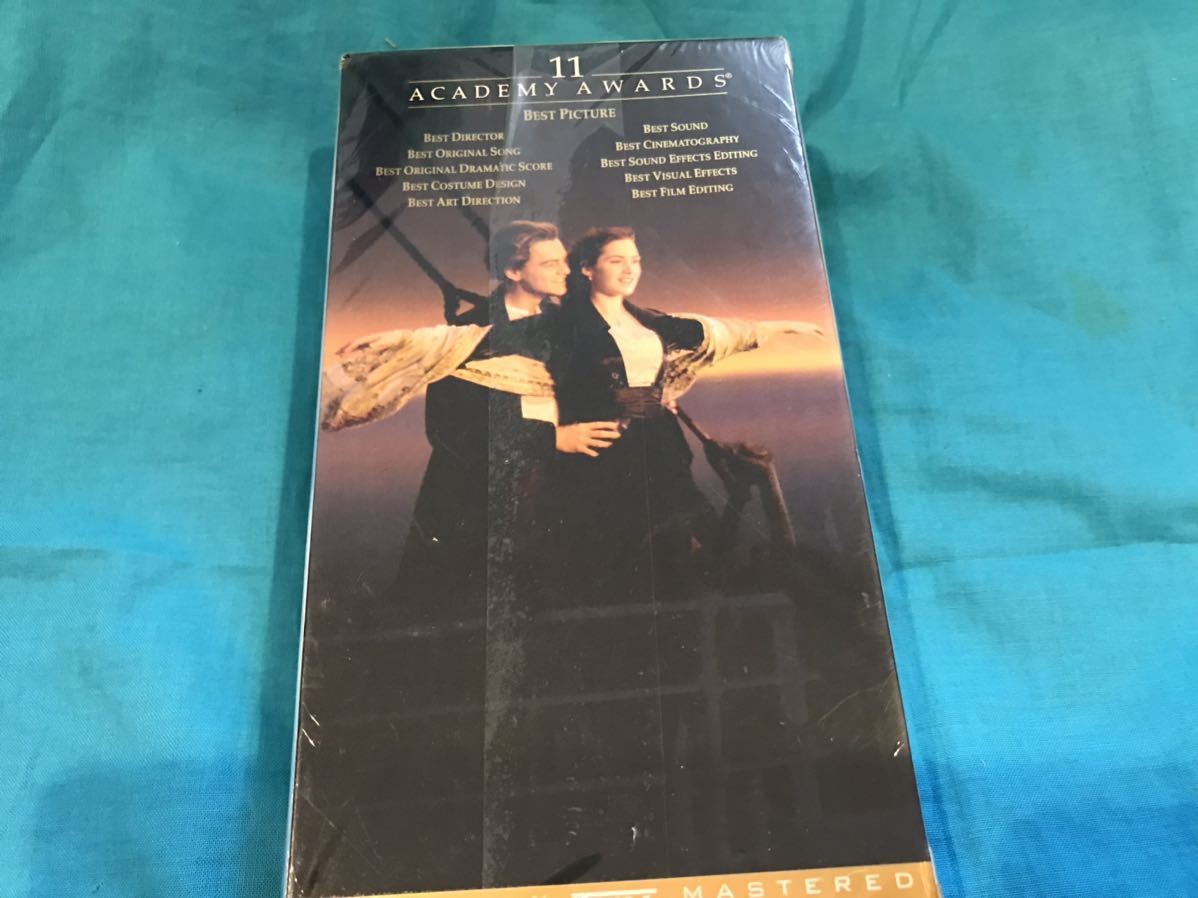 11
ACADEMY AWARDS®
BEST PICTURE
BEST DIRECTOR
BEST ORIGINAL SONG
BEST ORIGINAL DRAMATIC SCORE
BEST COSTUME DESIGN
BEST ART DIRECTION
BEST SOUND
BEST CINEMATOGRAPHY
BEST SOUND EFFECTS EDITING
BEST VISUAL EFFECTS
BEST FILM EDITING
MASTERED